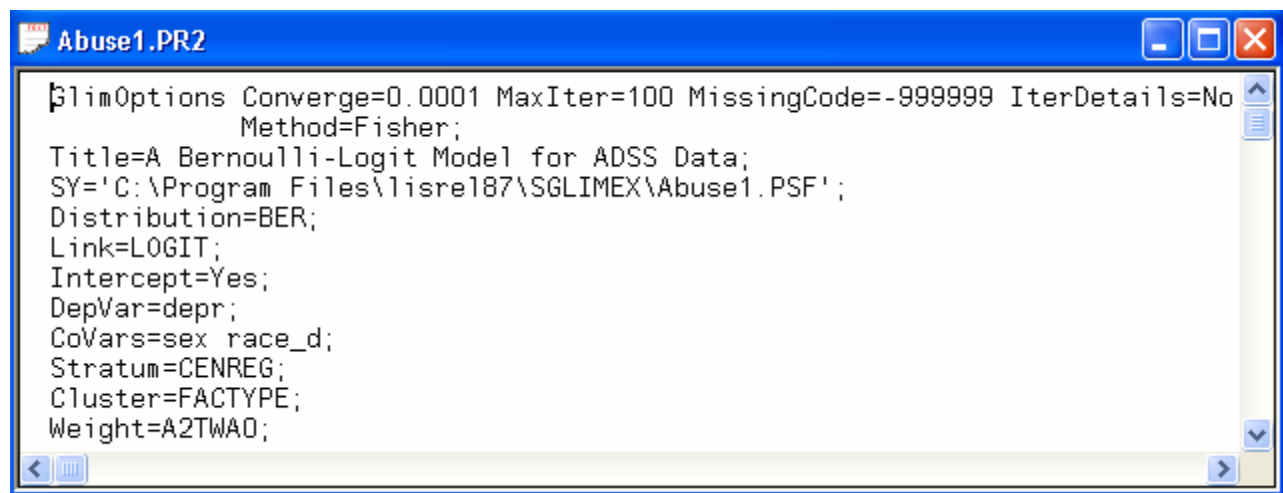 Abuse1.PR2
GlimOptions Converge=0.0001 MaxIter=100 MissingCode=-999999 IterDetails=No
Method=Fisher;
Title=A Bernoulli-Logit Model for ADSS Data;
SY='C:\Program Files\lisrel87\SGLIMEX\Abuse1.PSF';
Distribution=BER;
Link=LOGIT;
Intercept=Yes;
DepVar=depr;
CoVars=sex race_d;
Stratum=CENREG;
Cluster=FACTYPE;
Weight=A2TWA0;